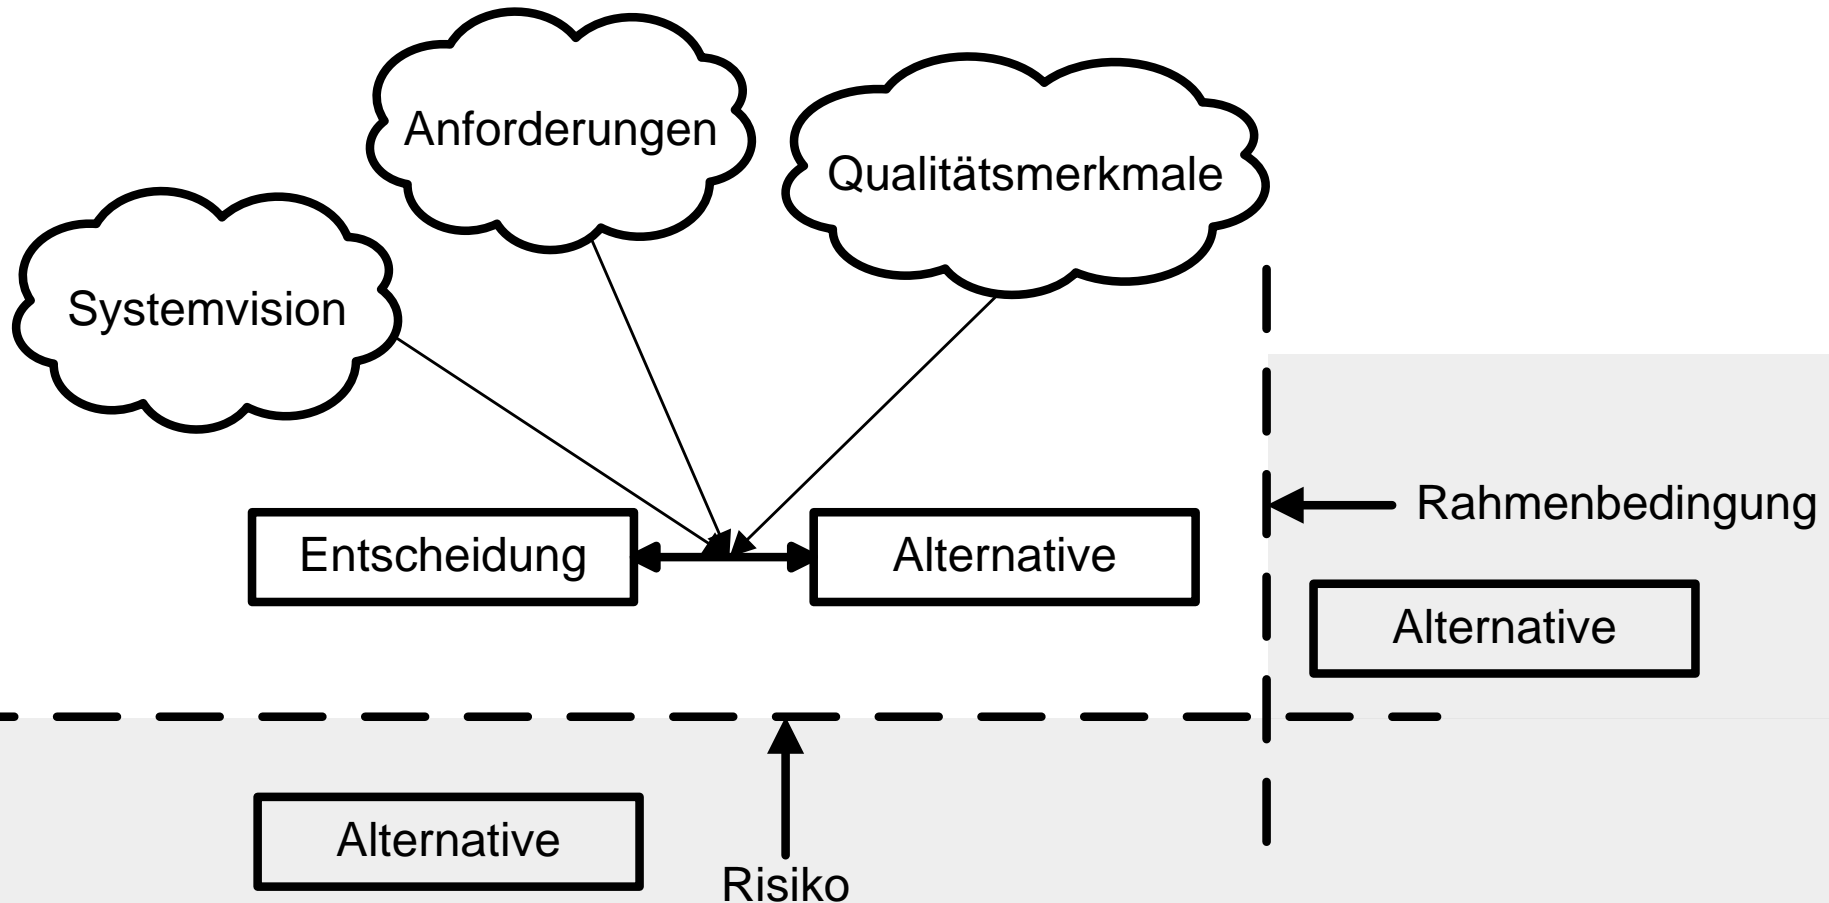 Anforderungen
Qualitätsmerkmale
Systemvision
Rahmenbedingung
Entscheidung
Alternative
Alternative
Alternative
Risiko